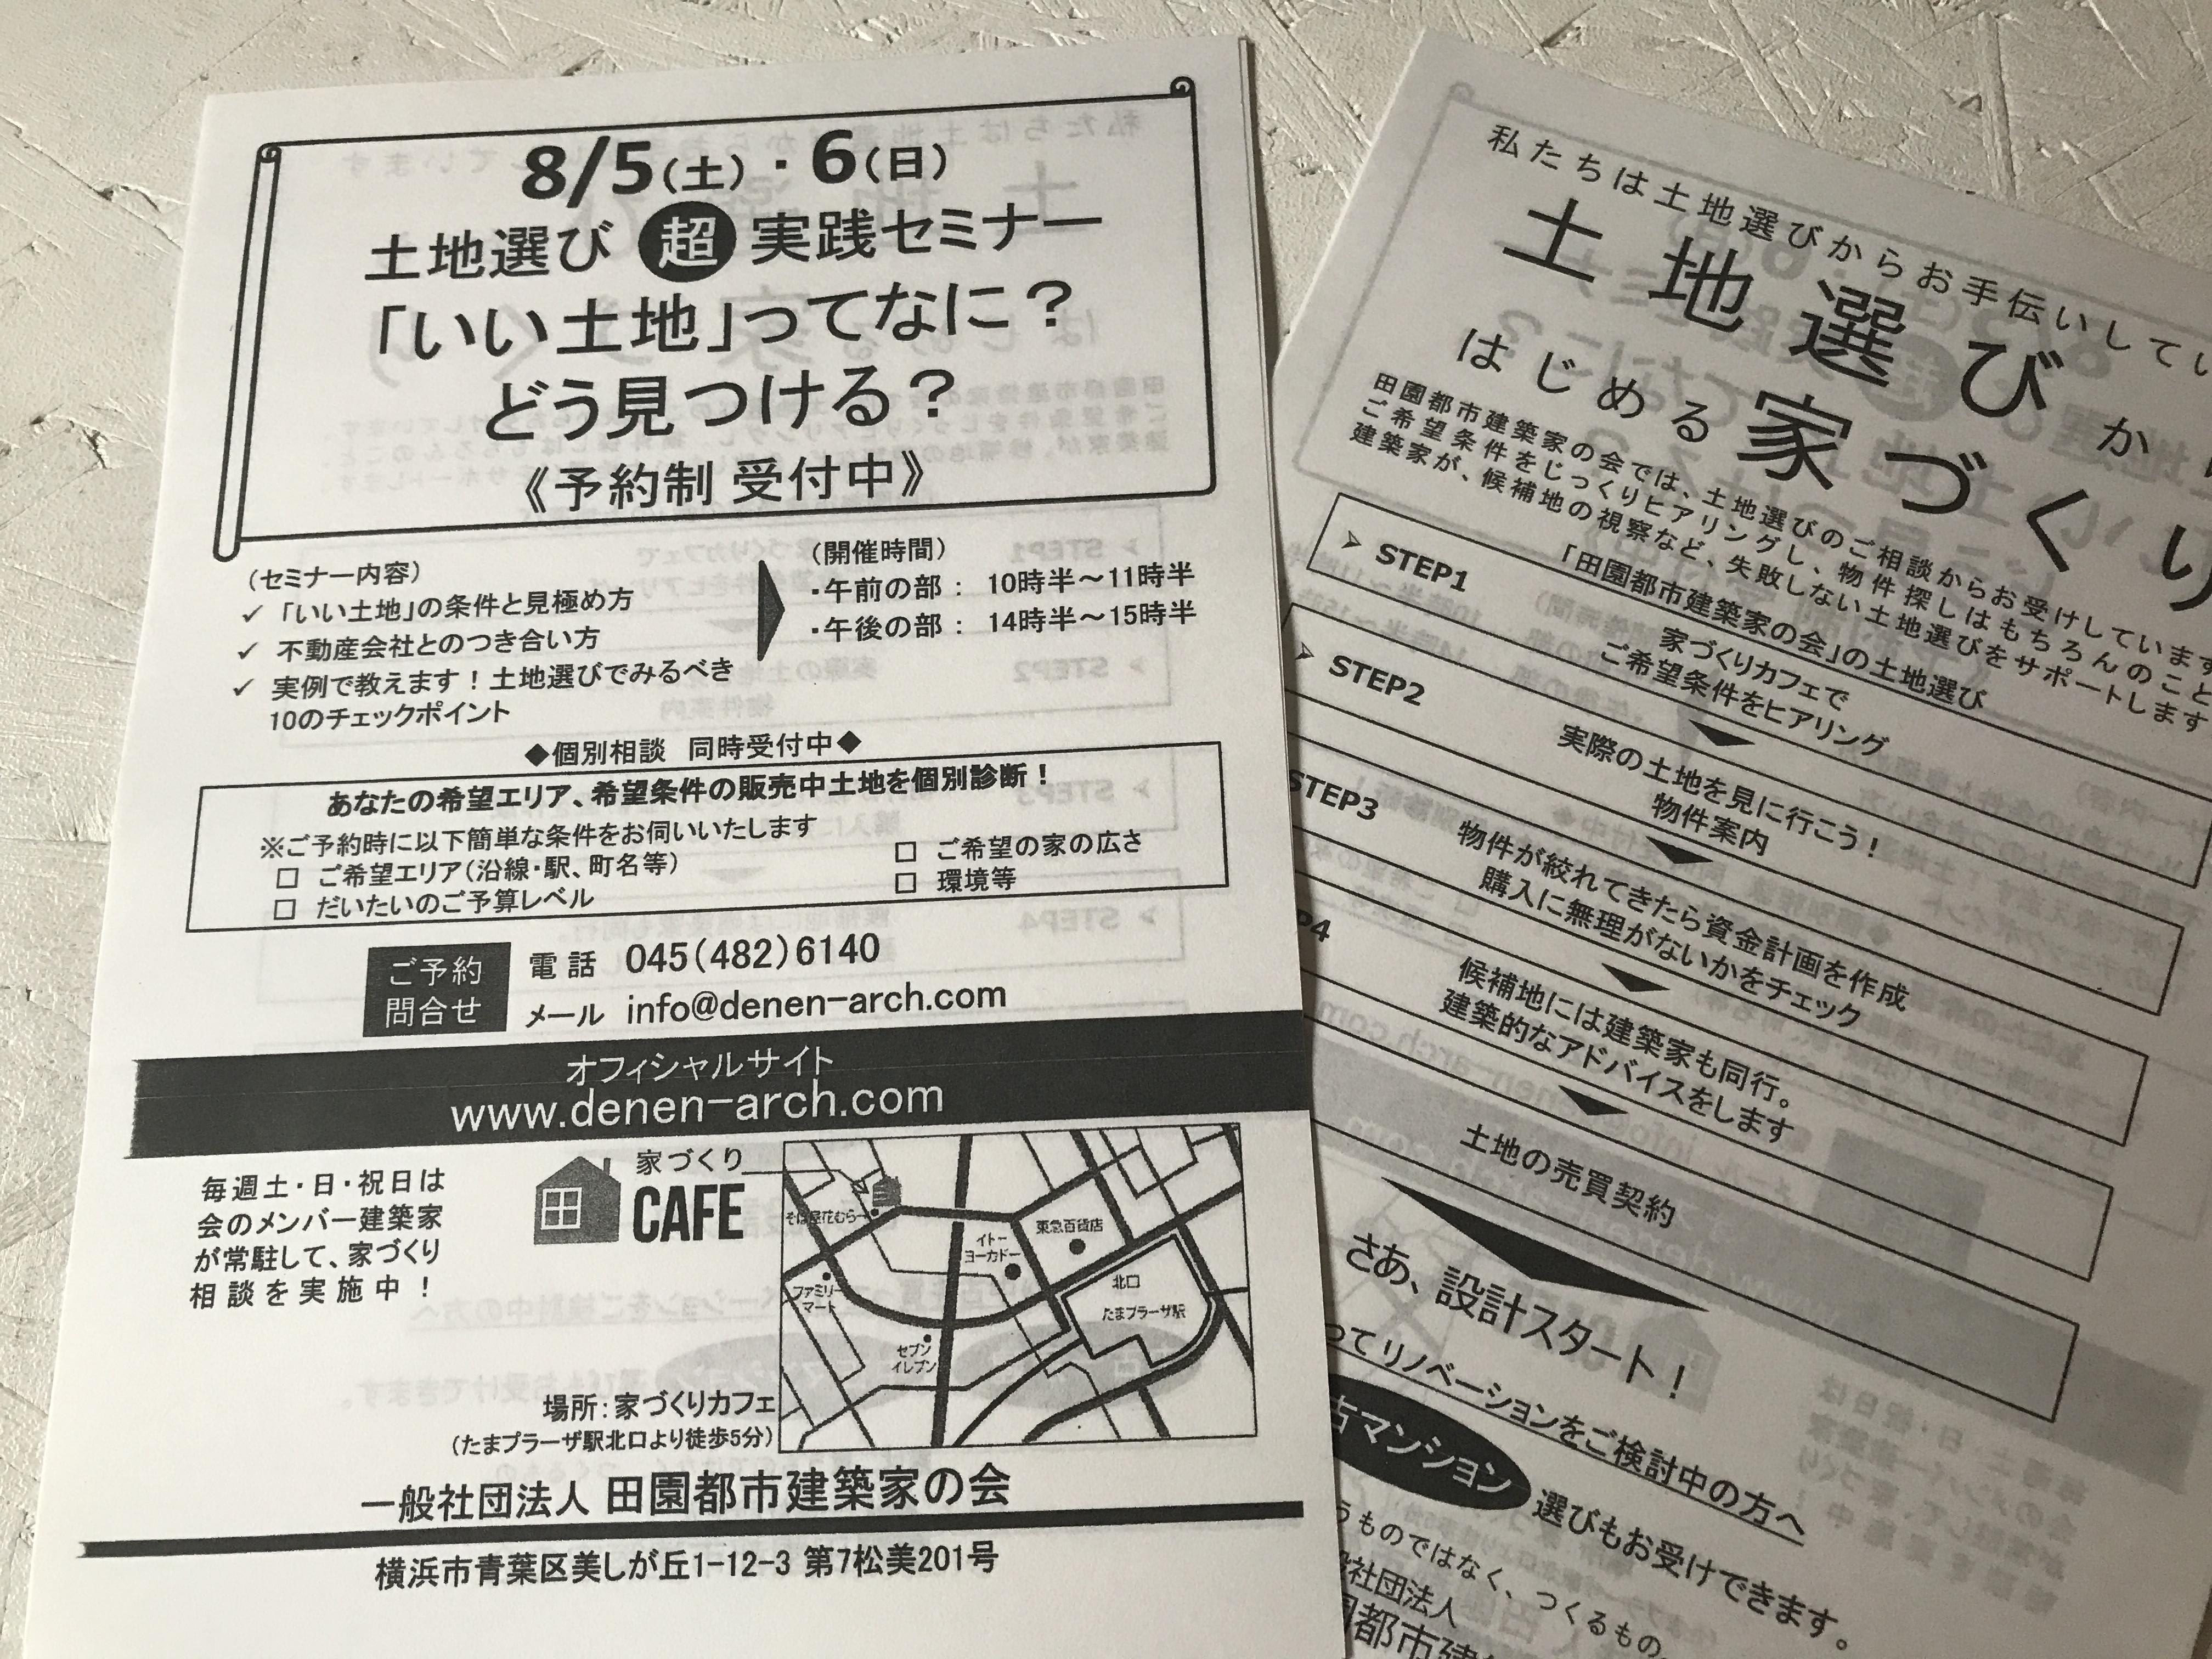 8/5(土)・6(日)
土地選び 超 実践セミナー
「いい土地」ってなに？
どう見つける？
《予約制 受付中》
(セミナー内容)
✓ 「いい土地」の条件と見極め方
✓ 不動産会社とのつき合い方
✓ 実例で教えます！土地選びでみるべき
10のチェックポイント
(開催時間)
・午前の部： 10時半～11時半
・午後の部： 14時半～15時半
◆個別相談 同時受付中◆
あなたの希望エリア、希望条件の販売中土地を個別診断！
※ご予約時に以下簡単な条件をお伺いいたします
□ ご希望エリア(沿線・駅、町名等)
□ だいたいのご予算レベル
□ ご希望の家の広さ
□ 環境等
ご予約
問合せ
電話 045(482)6140
メール info@denen-arch.com
オフィシャルサイト
www.denen-arch.com
毎週土・日・祝日は
会のメンバー建築家
が常駐して、家づくり
相談を実施中！
家づくり
CAFE
そば屋花むら
東急百貨店
イトー
ヨーカドー
北口
たまプラーザ駅
ファミリー
マート
セブン
イレブン
場所：家づくりカフェ
(たまプラーザ駅北口より徒歩5分)
一般社団法人 田園都市建築家の会
横浜市青葉区美しが丘1-12-3 第7松美201号
私たちは土地選びからお手伝いしてい
土地選びか
はじめる家づくり
田園都市建築家の会では、土地選びのご相談からお受けしています
ご希望条件をじっくりヒアリングし、物件探しはもちろんのこと
建築家が、候補地の視察など、失敗しない土地選びをサポートします
「田園都市建築家の会」の土地選び
➢ STEP1
家づくりカフェで
ご希望条件をヒアリング
➢ STEP2
実際の土地を見に行こう！
物件案内
STEP3
物件が絞れてきたら資金計画を作成
購入に無理がないかをチェック
P4
候補地には建築家も同行。
建築的なアドバイスをします
土地の売買契約
さあ、設計スタート！
ってリノベーションをご検討中の方へ
古マンション 選びもお受けできます。
うものではなく、つくるもの。
社団法人
都市建